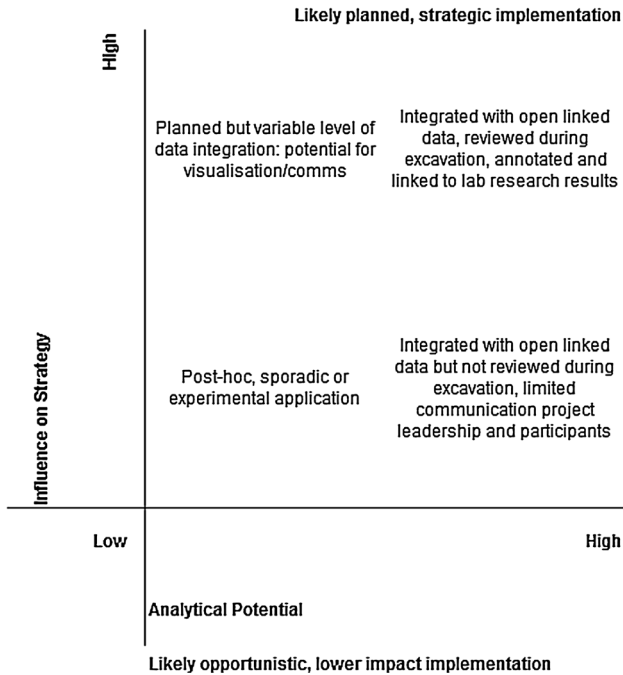 Likely planned, strategic implementation
High
Planned but variable level of
data integration: potential for
visualisation/comms
Integrated with open linked
data, reviewed during
excavation, annotated and
linked to lab research results
Influence on Strategy
Post-hoc, sporadic or
experimental application
Integrated with open linked
data but not reviewed during
excavation, limited
communication project
leadership and participants
Low
High
Analytical Potential
Likely opportunistic, lower impact implementation